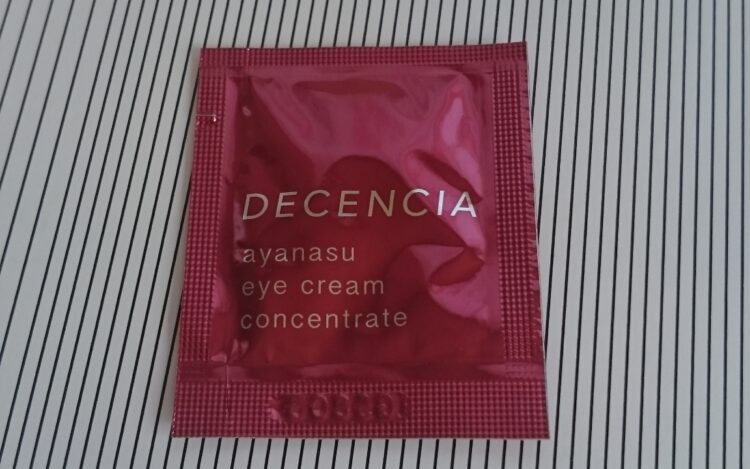 DECENCIA
ayanasu
eye cream
concentrate